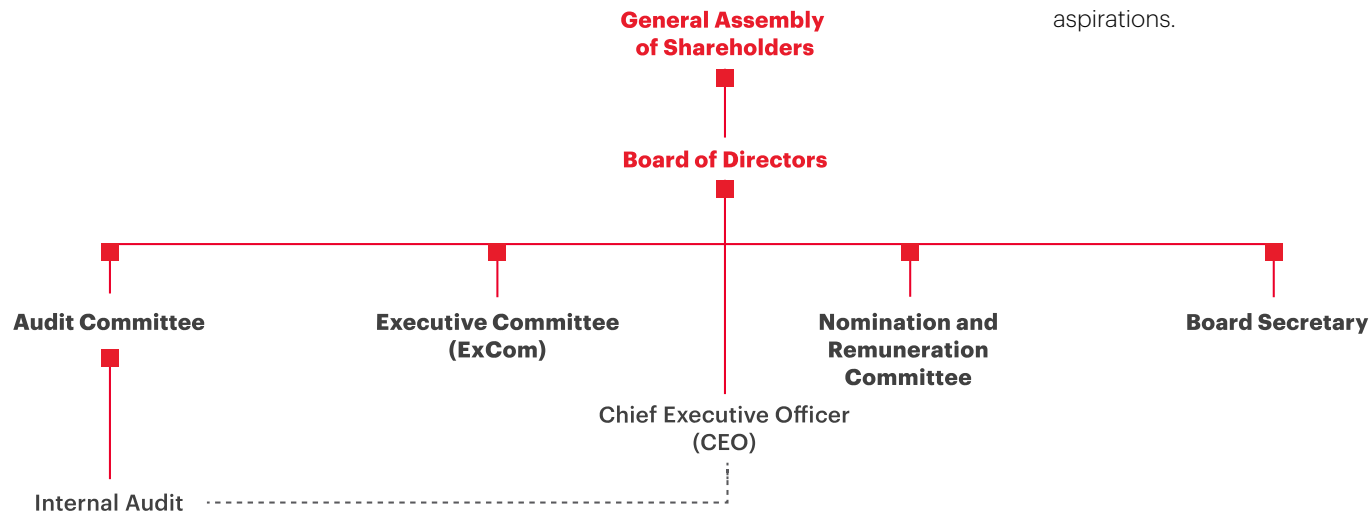 General Assembly
of Shareholders
aspirations.
Board of Directors
Audit Committee
Executive Committee
(ExCom)
Nomination and
Remuneration
Committee
Board Secretary
Chief Executive Officer
(CEO)
Internal Audit